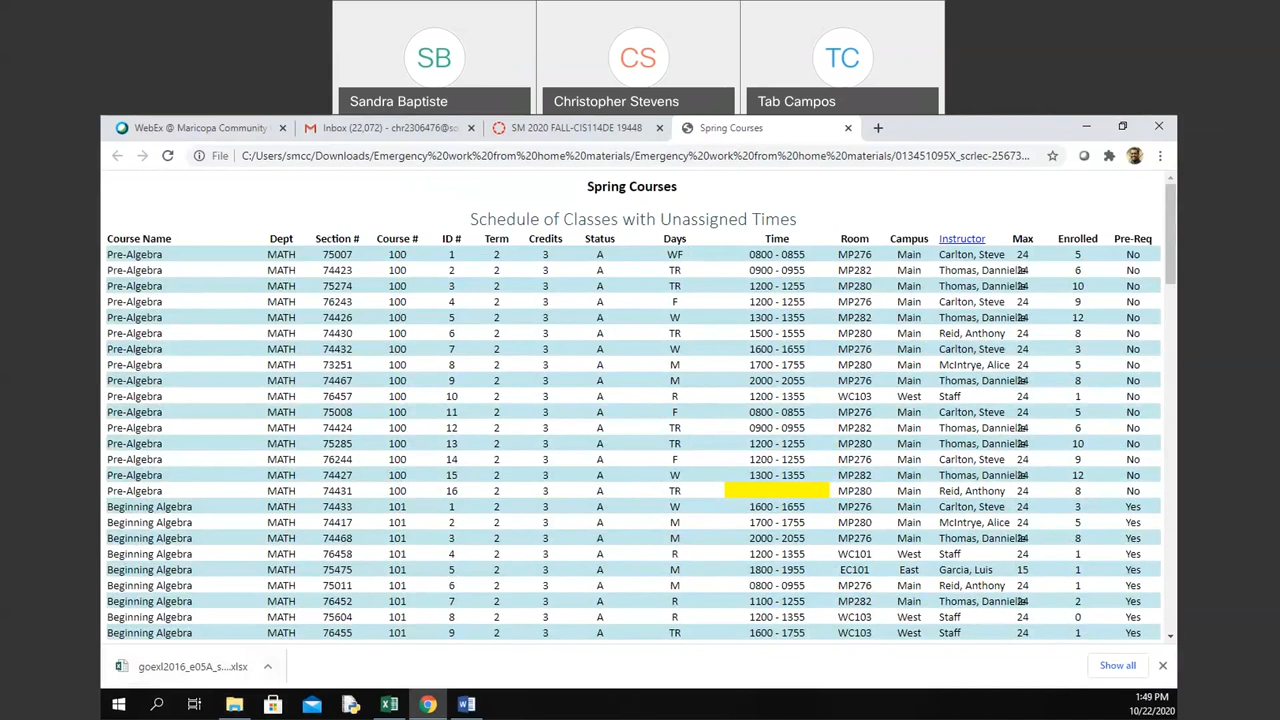 SB CS TC
Sandra Baptiste Christopher Stevens Tab Campos
WebEx @ Maricopa Community Inbox (22,072) - chr2306476@so SM 2020 FALL-CIS114DE 19448 Spring Courses
File C:/Users/smcc/Downloads/Emergency%20work%20from%20home%20materials/Emergency%20work%20from%20home%20materials/013451095X_scrlec-25673...
Spring Courses
Schedule of Classes with Unassigned Times
Course Name Dept Section # Course # ID # Term Credits Status Days Time Room Campus Instructor Max Enrolled Pre-Req
Pre-Algebra MATH 75007 100 1 2 3 A WF 0800 - 0855 MP276 Main Carlton, Steve 24 5 No
Pre-Algebra MATH 74423 100 2 2 3 A TR 0900 - 0955 MP282 Main Thomas, Dannielle 24 6 No
Pre-Algebra MATH 75274 100 3 2 3 A TR 1200 - 1255 MP280 Main Thomas, Dannielle 24 10 No
Pre-Algebra MATH 76243 100 4 2 3 A F 1200 - 1255 MP276 Main Carlton, Steve 24 9 No
Pre-Algebra MATH 74426 100 5 2 3 A W 1300 - 1355 MP282 Main Thomas, Dannielle 24 12 No
Pre-Algebra MATH 74430 100 6 2 3 A TR 1500 - 1555 MP280 Main Reid, Anthony 24 8 No
Pre-Algebra MATH 74432 100 7 2 3 A W 1600 - 1655 MP276 Main Carlton, Steve 24 3 No
Pre-Algebra MATH 73251 100 8 2 3 A M 1700 - 1755 MP280 Main McIntrye, Alice 24 5 No
Pre-Algebra MATH 74467 100 9 2 3 A M 2000 - 2055 MP276 Main Thomas, Dannielle 24 8 No
Pre-Algebra MATH 76457 100 10 2 3 A R 1200 - 1255 WC103 West Staff 24 1 No
Pre-Algebra MATH 75008 100 11 2 3 A F 0800 - 0855 MP276 Main Carlton, Steve 24 5 No
Pre-Algebra MATH 74424 100 12 2 3 A TR 0900 - 0955 MP282 Main Thomas, Dannielle 24 6 No
Pre-Algebra MATH 75285 100 13 2 3 A TR 1200 - 1255 MP280 Main Thomas, Dannielle 24 10 No
Pre-Algebra MATH 76244 100 14 2 3 A F 1200 - 1255 MP276 Main Carlton, Steve 24 9 No
Pre-Algebra MATH 74427 100 15 2 3 A W 1300 - 1355 MP282 Main Thomas, Dannielle 24 12 No
Pre-Algebra MATH 74431 100 16 2 3 A TR MP280 Main Reid, Anthony 24 8 No
Beginning Algebra MATH 74433 101 1 2 3 A W 1600 - 1655 MP276 Main Carlton, Steve 24 3 Yes
Beginning Algebra MATH 74417 101 2 2 3 A M 1700 - 1755 MP280 Main McIntrye, Alice 24 5 Yes
Beginning Algebra MATH 74468 101 3 2 3 A M 2000 - 2055 MP276 Main Thomas, Dannielle 24 8 Yes
Beginning Algebra MATH 76458 101 4 2 3 A R 1200 - 1355 WC101 West Staff 24 1 Yes
Beginning Algebra MATH 75475 101 5 2 3 A M 1800 - 1955 EC101 East Garcia, Luis 15 1 Yes
Beginning Algebra MATH 75011 101 6 2 3 A M 0800 - 0955 MP276 Main Reid, Anthony 24 1 Yes
Beginning Algebra MATH 76452 101 7 2 3 A R 1100 - 1255 MP282 Main Thomas, Dannielle 24 2 Yes
Beginning Algebra MATH 75604 101 8 2 3 A R 1200 - 1355 WC103 West Staff 24 0 Yes
Beginning Algebra MATH 76455 101 9 2 3 A TR 1600 - 1755 WC103 West Staff 24 1 Yes
goexl2016_e05A_s....xlsx Show all
1:49 PM
10/22/2020